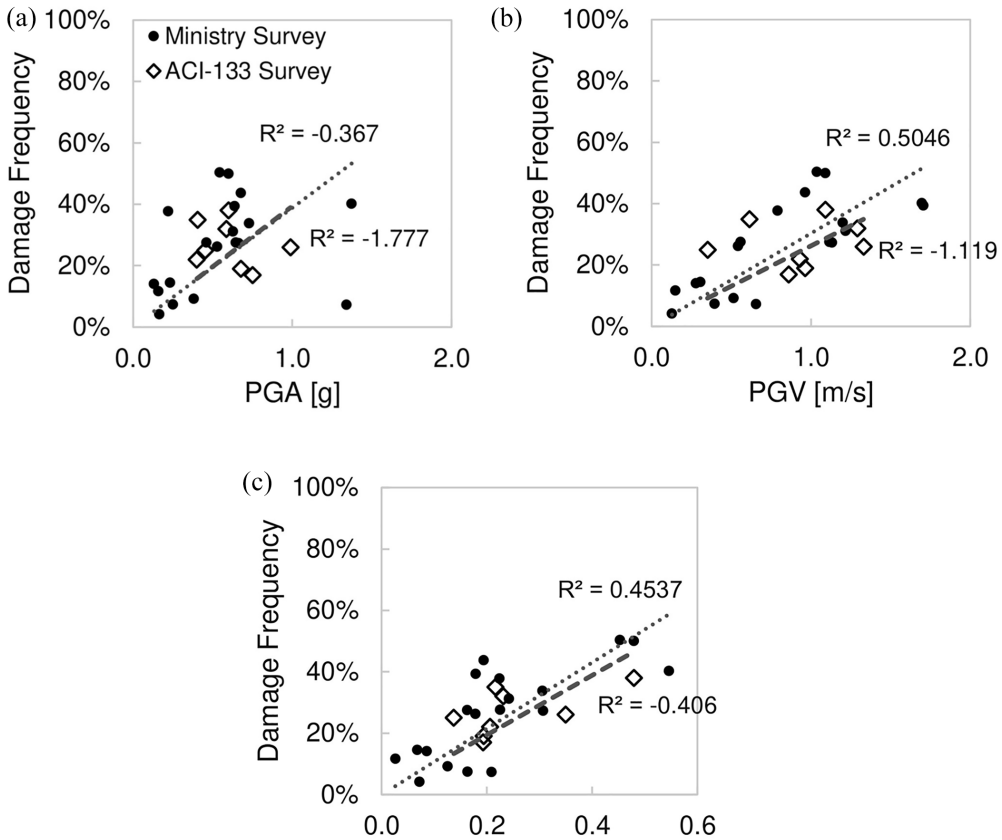 (a)
100%
80%
60%
40%
20%
0%
Damage Frequency
Ministry Survey
ACI-133 Survey
R² = -0.367
R² = -1.777
0.0 1.0 2.0
PGA [g]
(b)
100%
80%
60%
40%
20%
0%
Damage Frequency
R² = 0.5046
R² = -1.119
0.0 1.0 2.0
PGV [m/s]
(c)
100%
80%
60%
40%
20%
0%
Damage Frequency
R² = 0.4537
R² = -0.406
0.0 0.2 0.4 0.6